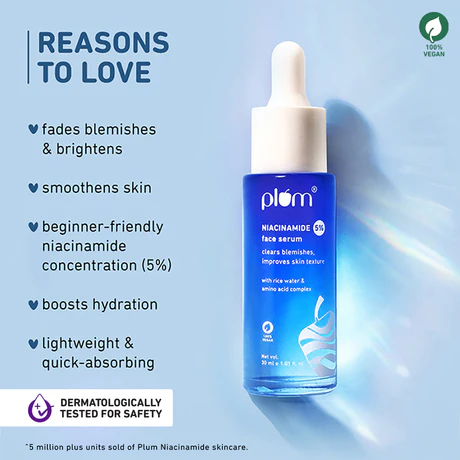 REASONS
TO LOVE
100%
VEGAN
fades blemishes
& brightens
smoothens skin
beginner-friendly
niacinamide
concentration (5%)
boosts hydration
lightweight &
quick-absorbing
DERMATOLOGICALLY
TESTED FOR SAFETY
plum®
NIACINAMIDE 5%
face serum
clears blemishes,
improves skin texture
with rice water &
amino acid complex
100%
VEGAN
Net vol.
30 ml e 1.01 fl oz
*5 million plus units sold of Plum Niacinamide skincare.